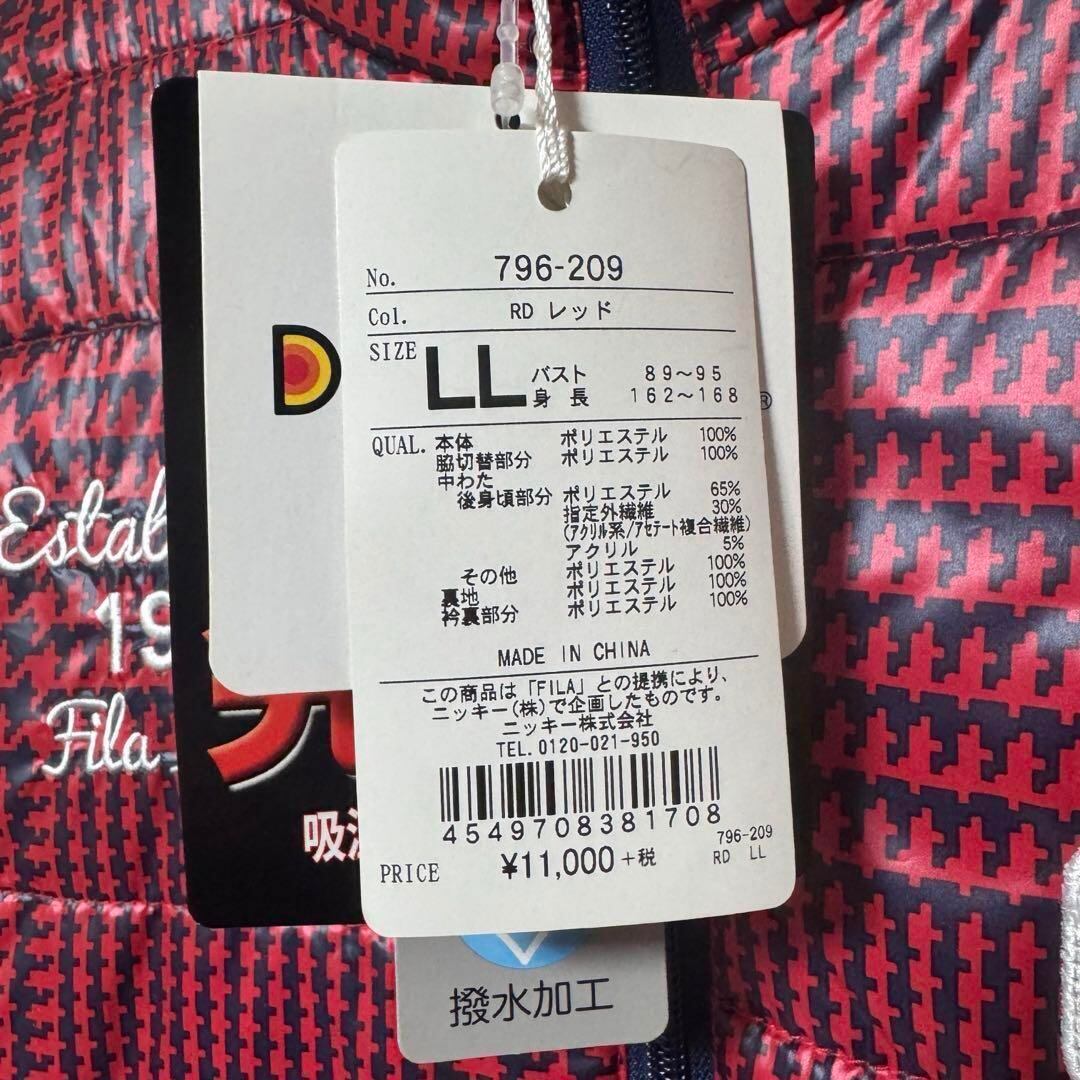 No. 796-209
Col. RD レッド
SIZE LL バスト 89～95
身長 162～168
QUAL. 本体 ポリエステル 100%
脇切替部分 ポリエステル 100%
中わた
後身頃部分 ポリエステル 65%
指定外繊維 30%
(アクリル系/アセテート複合繊維)
アクリル 5%
その他 ポリエステル 100%
裏地 ポリエステル 100%
衿裏部分 ポリエステル 100%
MADE IN CHINA
この商品は「FILA」との提携により、
ニッキー(株)で企画したものです。
ニッキー株式会社
TEL. 0120-021-950
4549708381708
796-209
PRICE ¥11,000 +税 RD LL
D
®
Fila
撥水加工